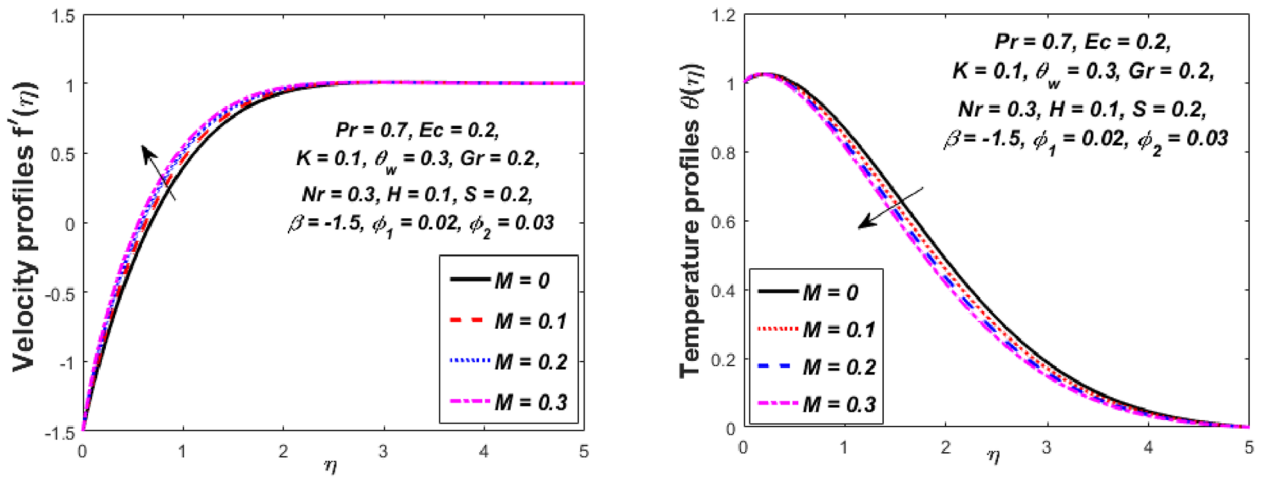 Velocity profiles f′(η)
1.5
1
0.5
0
-0.5
-1
-1.5
0 1 2 3 4 5
η
Pr = 0.7, Ec = 0.2,
K = 0.1, θw = 0.3, Gr = 0.2,
Nr = 0.3, H = 0.1, S = 0.2,
β = -1.5, ϕ1 = 0.02, ϕ2 = 0.03
M = 0
M = 0.1
M = 0.2
M = 0.3
Temperature profiles θ(η)
1.2
1
0.8
0.6
0.4
0.2
0
0 1 2 3 4 5
η
Pr = 0.7, Ec = 0.2,
K = 0.1, θw = 0.3, Gr = 0.2,
Nr = 0.3, H = 0.1, S = 0.2,
β = -1.5, ϕ1 = 0.02, ϕ2 = 0.03
M = 0
M = 0.1
M = 0.2
M = 0.3